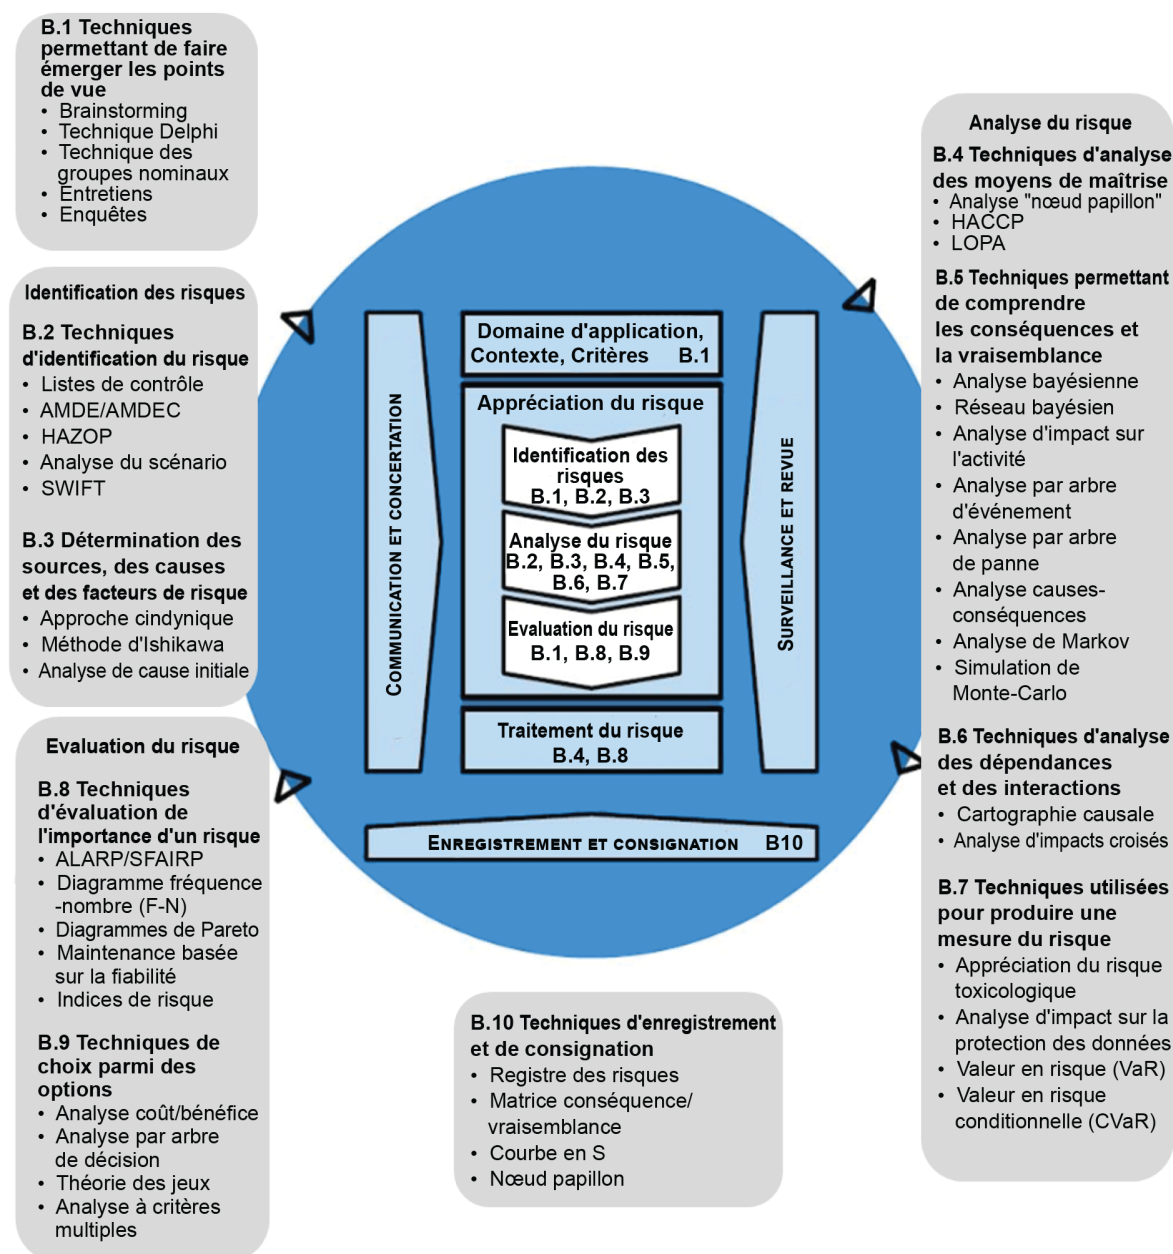 B.1 Techniques
permettant de faire
émerger les points
de vue
• Brainstorming
• Technique Delphi
• Technique des
groupes nominaux
• Entretiens
• Enquêtes
Identification des risques
B.2 Techniques
d'identification du risque
• Listes de contrôle
• AMDE/AMDEC
• HAZOP
• Analyse du scénario
• SWIFT
B.3 Détermination des
sources, des causes
et des facteurs de risque
• Approche cindynique
• Méthode d'Ishikawa
• Analyse de cause initiale
Evaluation du risque
B.8 Techniques
d'évaluation de
l'importance d'un risque
• ALARP/SFAIRP
• Diagramme fréquence
-nombre (F-N)
• Diagrammes de Pareto
• Maintenance basée
sur la fiabilité
• Indices de risque
B.9 Techniques de
choix parmi des
options
• Analyse coût/bénéfice
• Analyse par arbre
de décision
• Théorie des jeux
• Analyse à critères
multiples
COMMUNICATION ET CONCERTATION
Domaine d'application,
Contexte, Critères B.1
Appréciation du risque
Identification des
risques
B.1, B.2, B.3
Analyse du risque
B.2, B.3, B.4, B.5,
B.6, B.7
Evaluation du risque
B.1, B.8, B.9
Traitement du risque
B.4, B.8
SURVEILLANCE ET REVUE
ENREGISTREMENT ET CONSIGNATION B10
B.10 Techniques d'enregistrement
et de consignation
• Registre des risques
• Matrice conséquence/
vraisemblance
• Courbe en S
• Nœud papillon
Analyse du risque
B.4 Techniques d'analyse
des moyens de maîtrise
• Analyse "nœud papillon"
• HACCP
• LOPA
B.5 Techniques permettant
de comprendre
les conséquences et
la vraisemblance
• Analyse bayésienne
• Réseau bayésien
• Analyse d'impact sur
l'activité
• Analyse par arbre
d'événement
• Analyse par arbre
de panne
• Analyse causes-
conséquences
• Analyse de Markov
• Simulation de
Monte-Carlo
B.6 Techniques d'analyse
des dépendances
et des interactions
• Cartographie causale
• Analyse d'impacts croisés
B.7 Techniques utilisées
pour produire une
mesure du risque
• Appréciation du risque
toxicologique
• Analyse d'impact sur la
protection des données
• Valeur en risque (VaR)
• Valeur en risque
conditionnelle (CVaR)